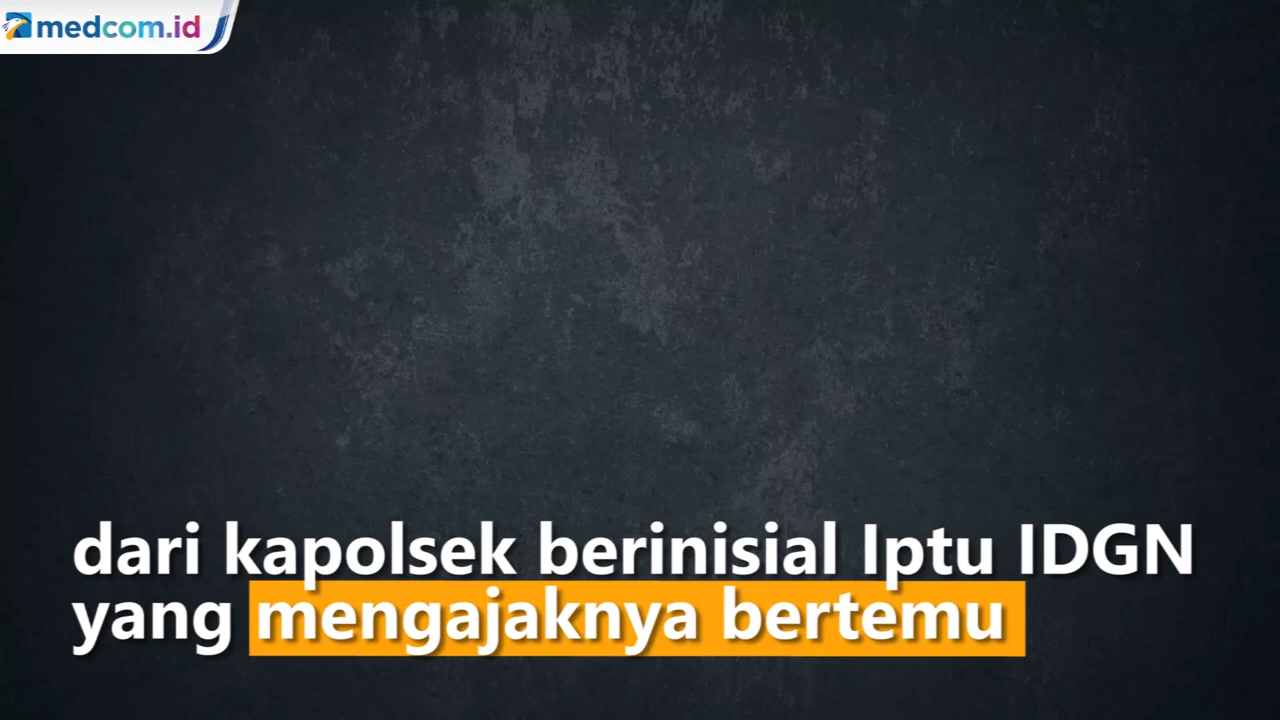 medcom.id
dari kapolsek berinisial Iptu IDGN
yang mengajaknya bertemu